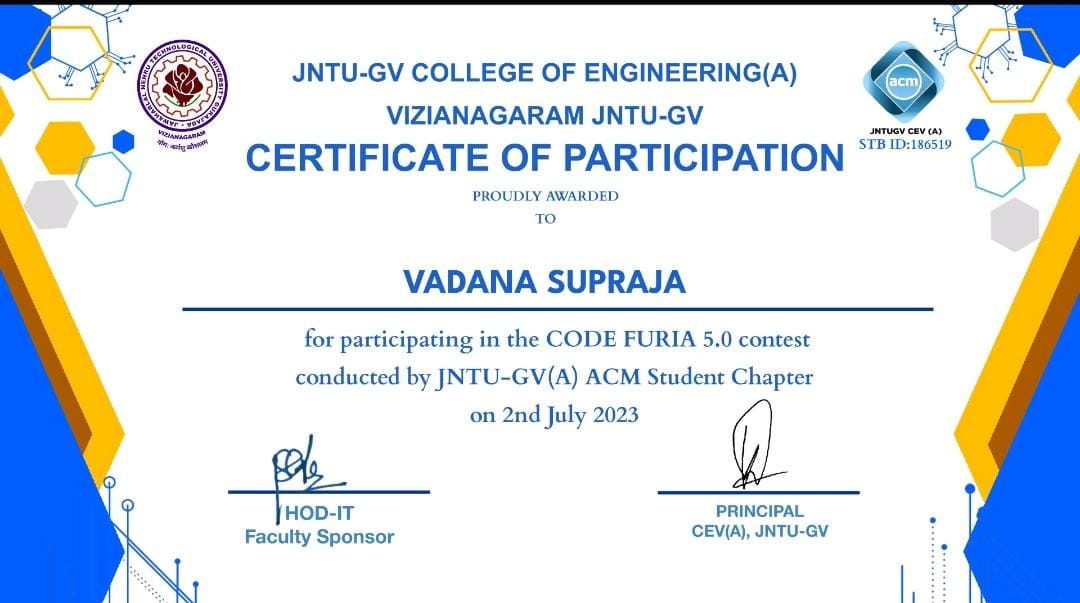 JNTU-GV COLLEGE OF ENGINEERING(A)
VIZIANAGARAM JNTU-GV
CERTIFICATE OF PARTICIPATION
PROUDLY AWARDED
TO
VADANA SUPRAJA
for participating in the CODE FURIA 5.0 contest
conducted by JNTU-GV(A) ACM Student Chapter
on 2nd July 2023
HOD-IT
Faculty Sponsor
PRINCIPAL
CEV(A), JNTU-GV
JAWAHARLAL NEHRU TECHNOLOGICAL UNIVERSITY GURAJADA
VIZIANAGARAM
acm
JNTUGV CEV (A)
STB ID:186519